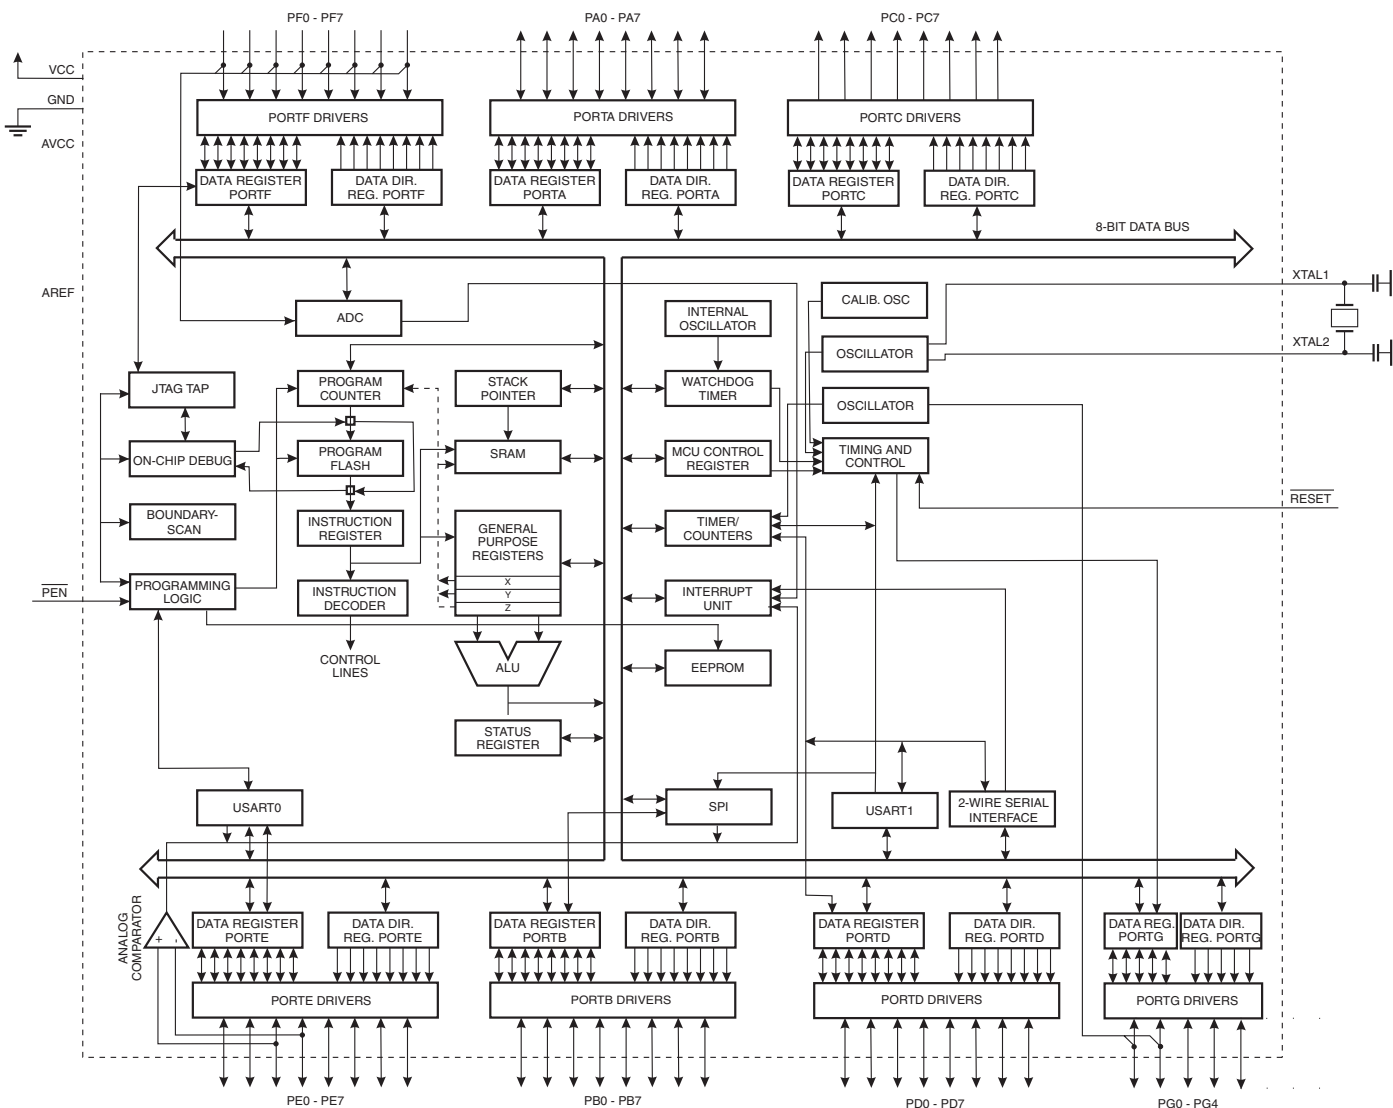 PF0 - PF7
PA0 - PA7
PC0 - PC7
VCC
GND
AVCC
PORTF DRIVERS
PORTA DRIVERS
PORTC DRIVERS
DATA REGISTER
PORTF
DATA DIR.
REG. PORTF
DATA REGISTER
PORTA
DATA DIR.
REG. PORTA
DATA REGISTER
PORTC
DATA DIR.
REG. PORTC
8-BIT DATA BUS
AREF
XTAL1
XTAL2
ADC
INTERNAL
OSCILLATOR
CALIB. OSC
OSCILLATOR
JTAG TAP
PROGRAM
COUNTER
STACK
POINTER
WATCHDOG
TIMER
OSCILLATOR
ON-CHIP DEBUG
PROGRAM
FLASH
SRAM
MCU CONTROL
REGISTER
TIMING AND
CONTROL
RESET
BOUNDARY-
SCAN
INSTRUCTION
REGISTER
GENERAL
PURPOSE
REGISTERS
X
Y
Z
TIMER/
COUNTERS
PEN
PROGRAMMING
LOGIC
INSTRUCTION
DECODER
INTERRUPT
UNIT
CONTROL
LINES
ALU
EEPROM
STATUS
REGISTER
USART0
SPI
USART1
2-WIRE SERIAL
INTERFACE
ANALOG
COMPARATOR
+
-
DATA REGISTER
PORTE
DATA DIR.
REG. PORTE
DATA REGISTER
PORTB
DATA DIR.
REG. PORTB
DATA REGISTER
PORTD
DATA DIR.
REG. PORTD
DATA REG.
PORTG
DATA DIR.
REG. PORTG
PORTE DRIVERS
PORTB DRIVERS
PORTD DRIVERS
PORTG DRIVERS
PE0 - PE7
PB0 - PB7
PD0 - PD7
PG0 - PG4